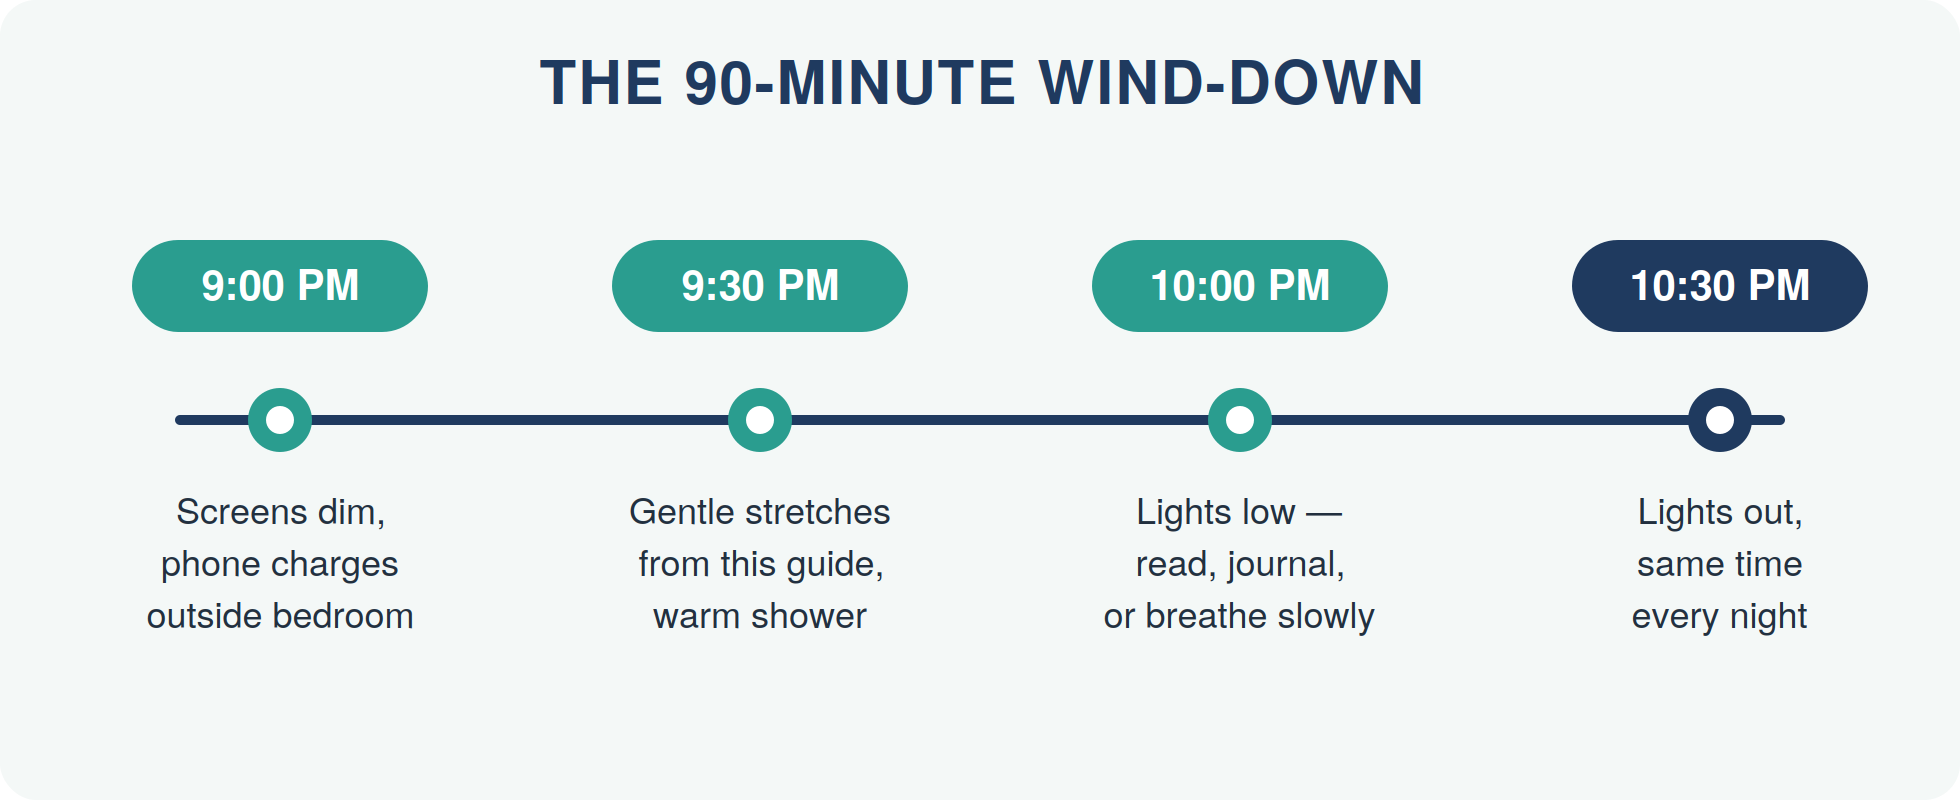 THE 90-MINUTE WIND-DOWN
9:00 PM
9:30 PM
10:00 PM
10:30 PM
Screens dim,
phone charges
outside bedroom
Gentle stretches
from this guide,
warm shower
Lights low —
read, journal,
or breathe slowly
Lights out,
same time
every night